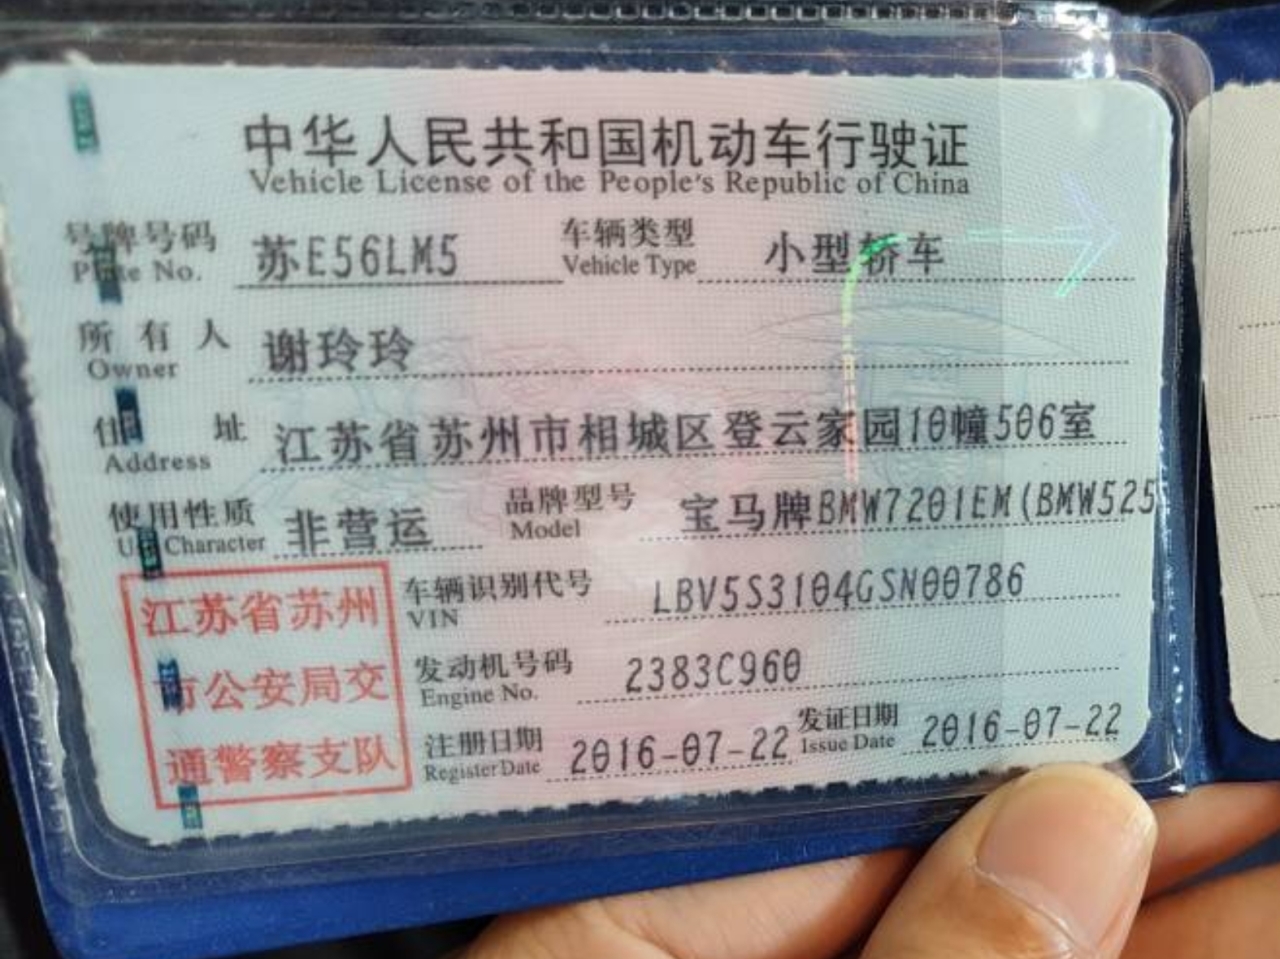 中华人民共和国机动车行驶证
Vehicle License of the People's Republic of China
号牌号码 苏E56LM5 车辆类型 小型轿车
Plate No. Vehicle Type
所有人 谢玲玲
Owner
住址 江苏省苏州市相城区登云家园10幢506室
Address
使用性质 非营运 品牌型号 宝马牌BMW7201EM(BMW525
Use Character Model
江苏省苏州
市公安局交
通警察支队
车辆识别代号 LBV5S3104GSN00786
VIN
发动机号码 2383C960
Engine No.
注册日期 2016-07-22 发证日期 2016-07-22
Register Date Issue Date